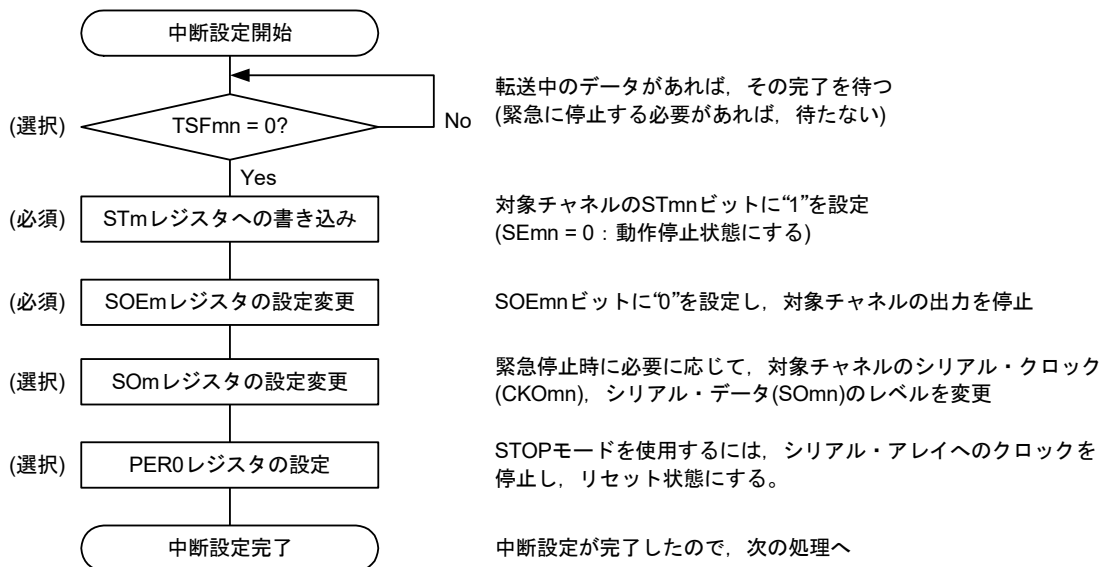 中断設定開始
転送中のデータがあれば，その完了を待つ
(緊急に停止する必要があれば，待たない)
(選択)
TSFmn = 0?
No
Yes
(必須)
STmレジスタへの書き込み
対象チャネルのSTmnビットに“1”を設定
(SEmn = 0：動作停止状態にする)
(必須)
SOEmレジスタの設定変更
SOEmnビットに“0”を設定し，対象チャネルの出力を停止
(選択)
SOmレジスタの設定変更
緊急停止時に必要に応じて，対象チャネルのシリアル・クロック
(CKOmn)，シリアル・データ(SOmn)のレベルを変更
(選択)
PER0レジスタの設定
STOPモードを使用するには，シリアル・アレイへのクロックを
停止し，リセット状態にする。
中断設定完了
中断設定が完了したので，次の処理へ